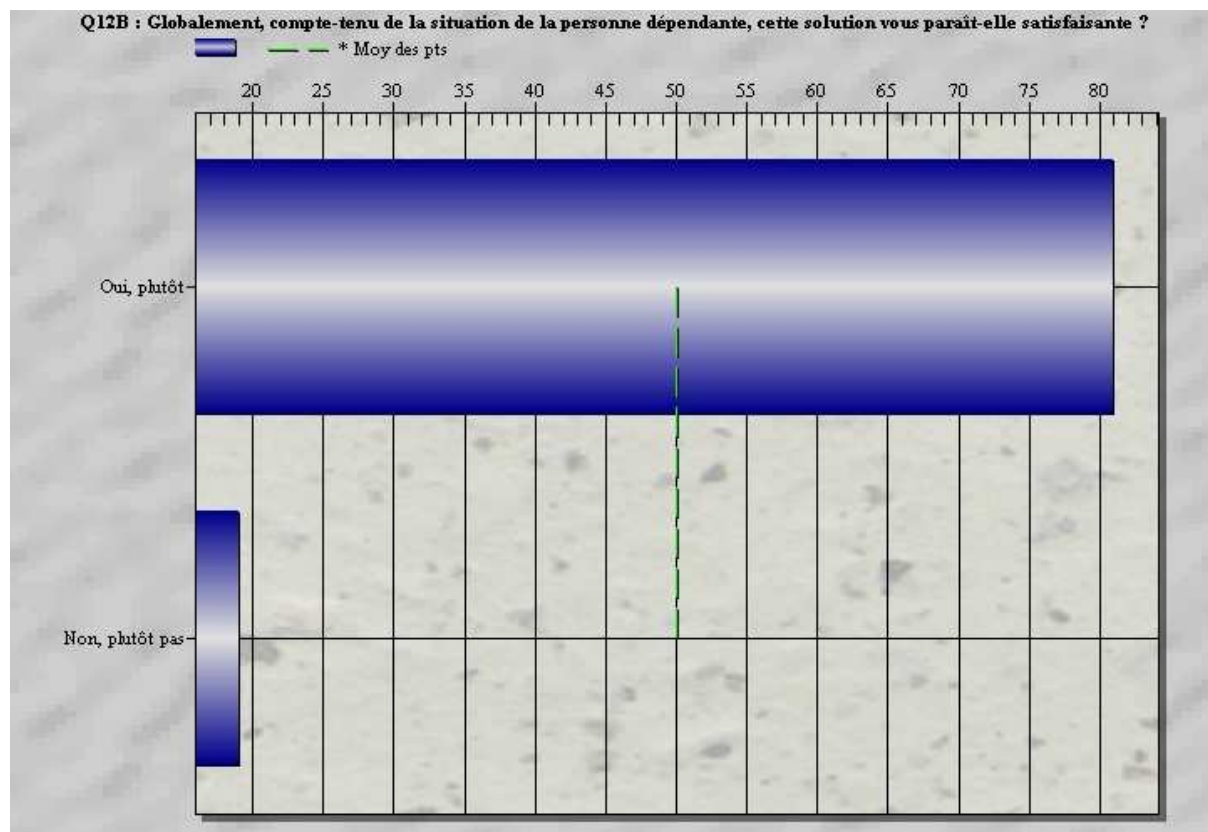 Q12B : Globalement, compte-tenu de la situation de la personne dépendante, cette solution vous paraît-elle satisfaisante ?
* Moy des pts
20 25 30 35 40 45 50 55 60 65 70 75 80
Oui, plutôt
Non, plutôt pas